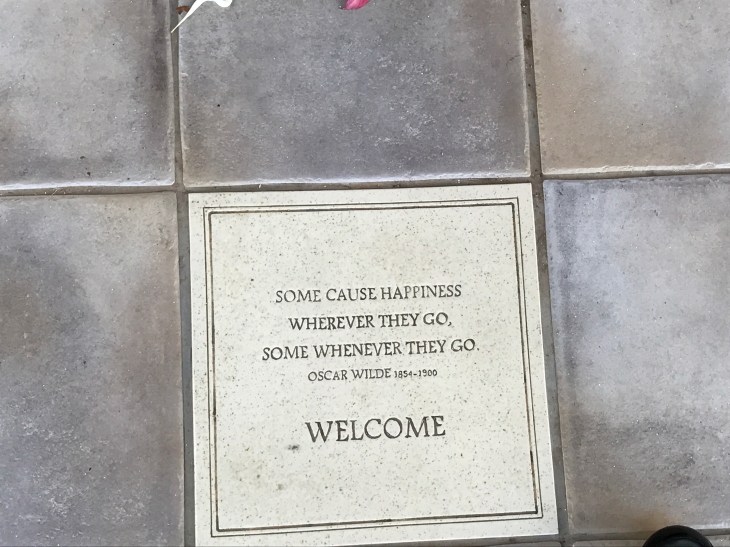 SOME CAUSE HAPPINESS
WHEREVER THEY GO,
SOME WHENEVER THEY GO.
OSCAR WILDE 1854-1900
WELCOME